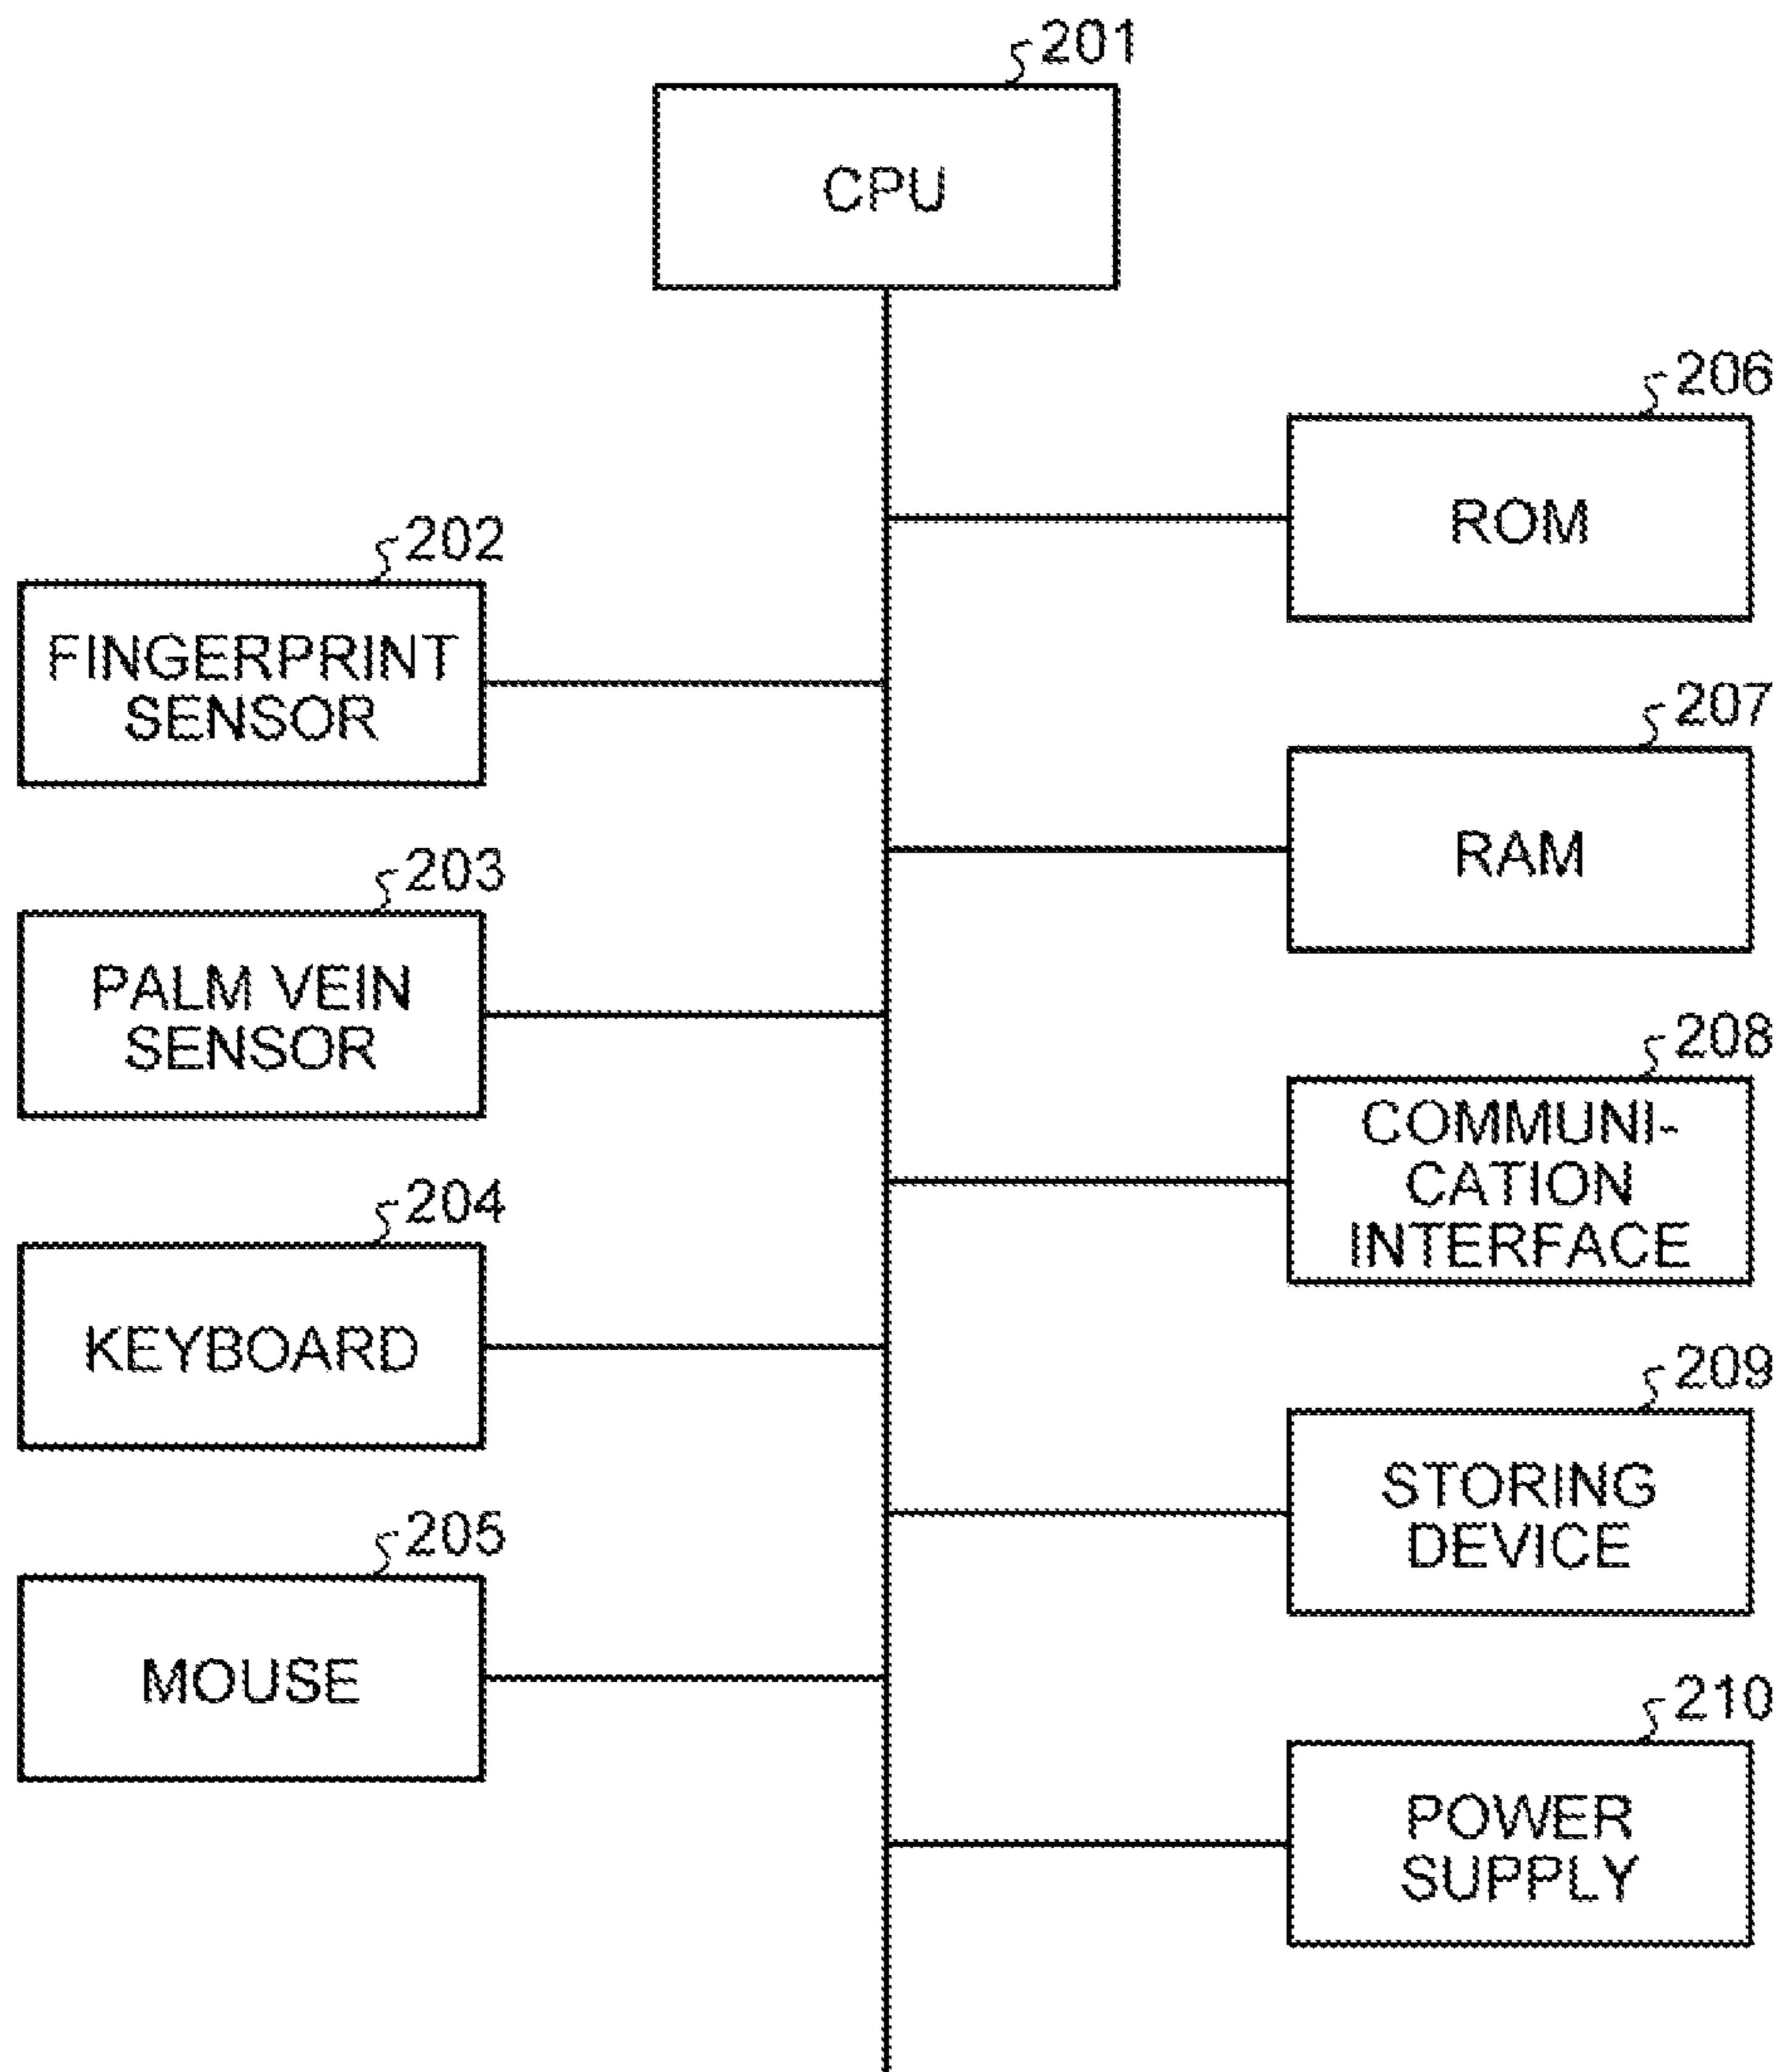 201
CPU
206
ROM
202
FINGERPRINT
SENSOR
207
RAM
203
PALM VEIN
SENSOR
208
COMMUNI-
CATION
INTERFACE
204
KEYBOARD
209
STORING
DEVICE
205
MOUSE
210
POWER
SUPPLY